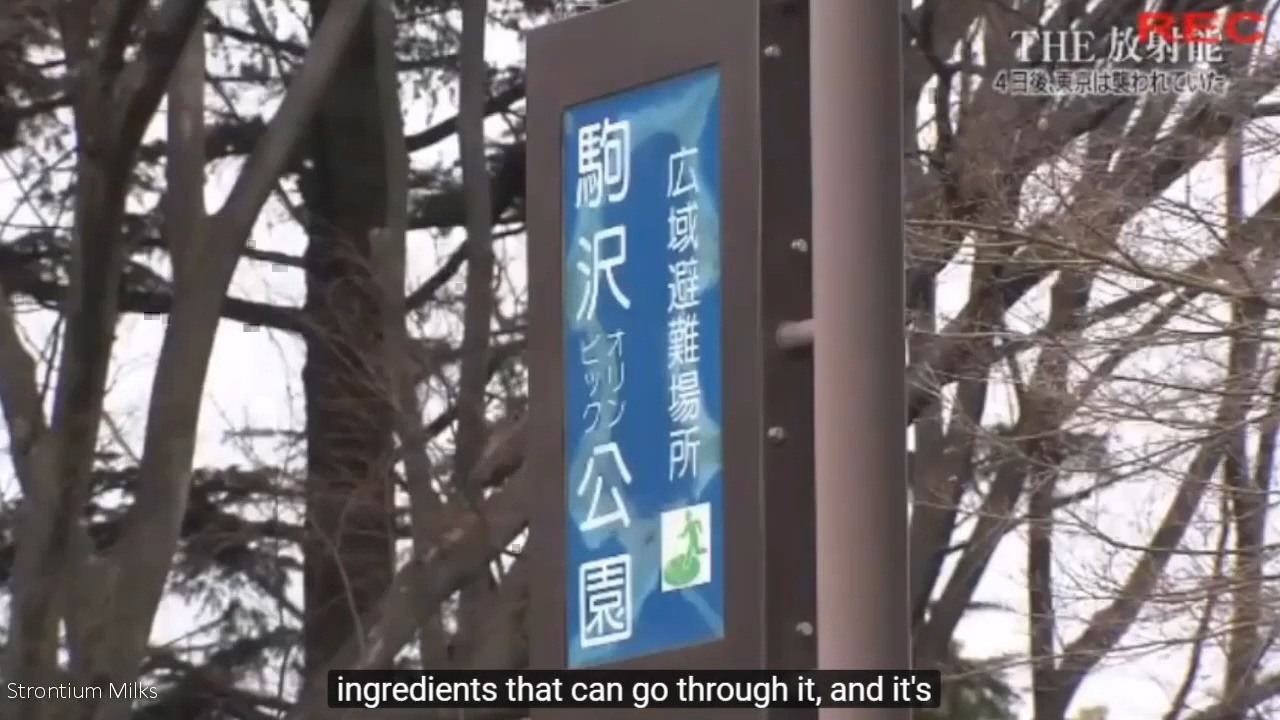 REC
THE 放射能
4日後、東京は襲われていた
広域避難場所
駒沢オリンピック公園
Strontium Milks
ingredients that can go through it, and it's